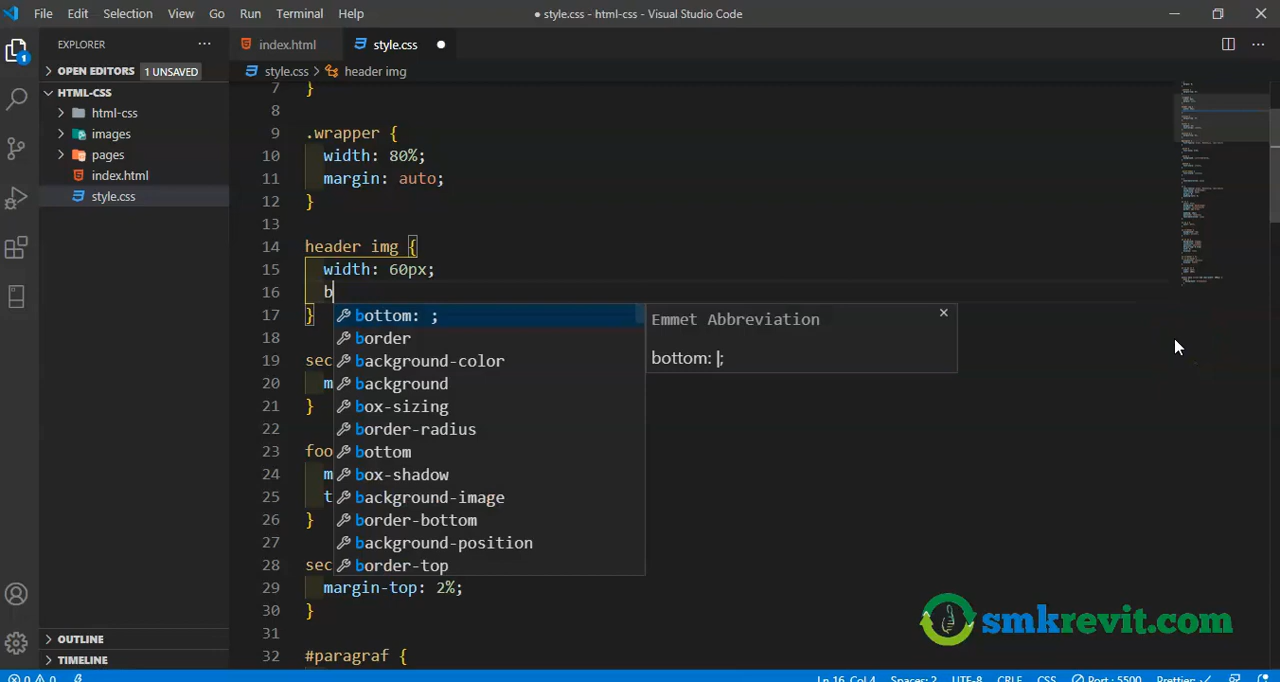 File Edit Selection View Go Run Terminal Help
● style.css - html-css - Visual Studio Code
EXPLORER
OPEN EDITORS 1 UNSAVED
HTML-CSS
html-css
images
pages
index.html
style.css
OUTLINE
TIMELINE
1
index.html
style.css ●
style.css > header img
7 }
8
9 .wrapper {
10 width: 80%;
11 margin: auto;
12 }
13
14 header img {
15 width: 60px;
16 b
17 }
18
19 sec
20 m
21 }
22
23 foo
24 m
25 t
26 }
27
28 sec
29 margin-top: 2%;
30 }
31
32 #paragraf {
bottom: ;
border
background-color
background
box-sizing
border-radius
bottom
box-shadow
background-image
border-bottom
background-position
border-top
Emmet Abbreviation
bottom: |;
smkrevit.com
0 0 Ln 16, Col 4 Spaces: 2 UTF-8 CRLF CSS Port : 5500 Prettier